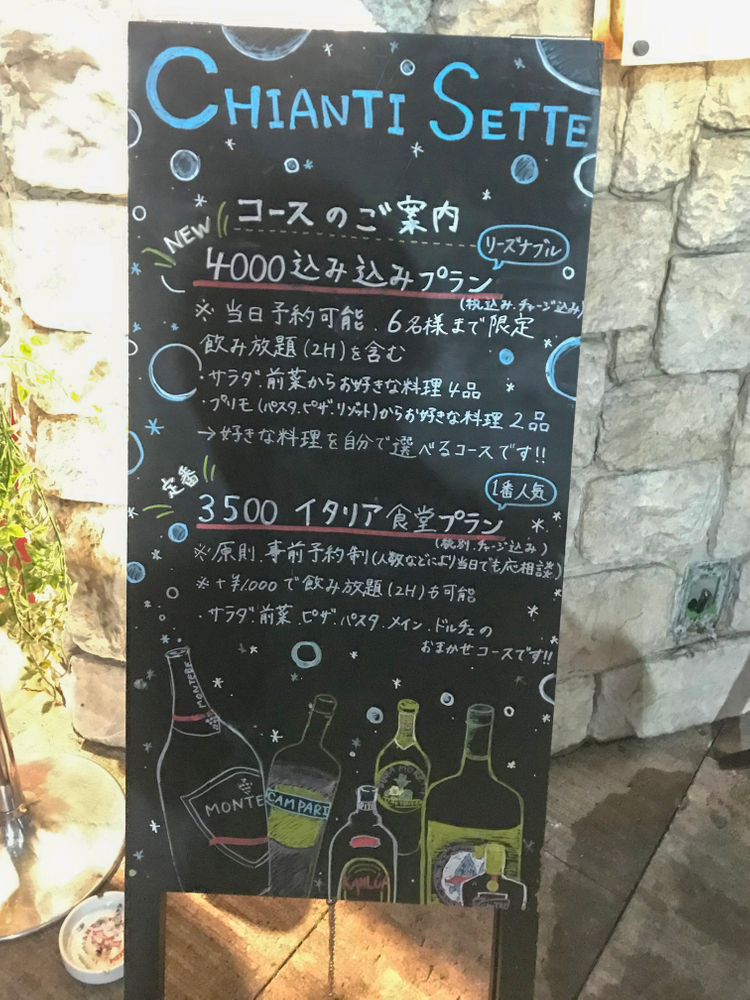 CHIANTI SETTE
コースのご案内
NEW
リーズナブル
4000込み込みプラン
(税込み.チャージ込み)
※当日予約可能.6名様まで限定
飲み放題(2H)を含む
・サラダ.前菜からお好きな料理4品
・プリモ(パスタ.ピザ.リゾット)からお好きな料理2品
→好きな料理を自分で選べるコースです!!
定番
1番人気
3500イタリア食堂プラン
(税別.チャージ込み)
※原則.事前予約制(人数などにより当日でも応相談)
※+¥1.000で飲み放題(2H)も可能
・サラダ.前菜.ピザ.パスタ.メイン.ドルチェの
おまかせコースです!!
MONTEBE
MONTE
CAMPARI
KAHLUA